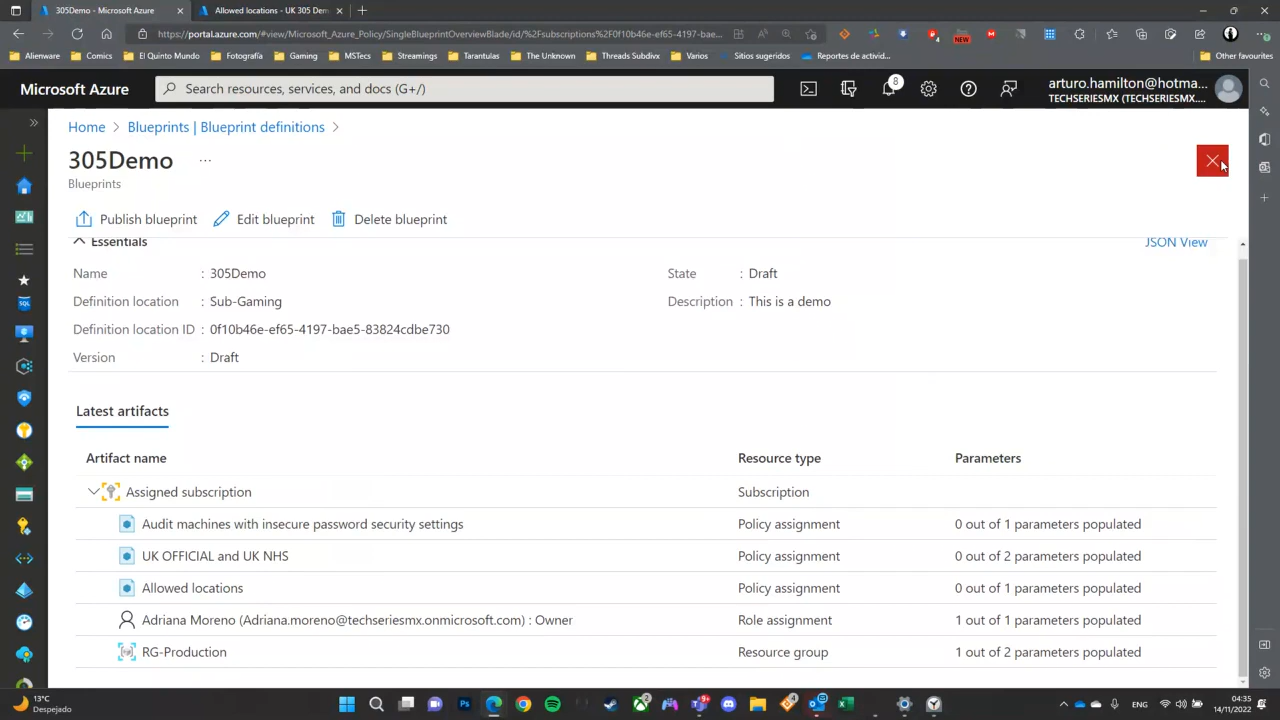 305Demo - Microsoft Azure
Allowed locations - UK 305 Dem
https://portal.azure.com/#view/Microsoft_Azure_Policy/SingleBlueprintOverviewBlade/id/%2Fsubscriptions%2F0f10b46e-ef65-4197-bae...
Alienware
Comics
El Quinto Mundo
Fotografía
Gaming
MSTecs
Streamings
Tarantulas
The Unknown
Threads Subdivx
Varios
Sitios sugeridos
Reportes de activid...
Other favourites
Microsoft Azure
Search resources, services, and docs (G+/)
8
arturo.hamilton@hotma...
TECHSERIESMX (TECHSERIESMX....
Home > Blueprints | Blueprint definitions >
305Demo ...
Blueprints
Publish blueprint
Edit blueprint
Delete blueprint
Essentials
JSON View
Name : 305Demo
State : Draft
Definition location : Sub-Gaming
Description : This is a demo
Definition location ID : 0f10b46e-ef65-4197-bae5-83824cdbe730
Version : Draft
Latest artifacts
Artifact name Resource type Parameters
Assigned subscription Subscription
Audit machines with insecure password security settings Policy assignment 0 out of 1 parameters populated
UK OFFICIAL and UK NHS Policy assignment 0 out of 2 parameters populated
Allowed locations Policy assignment 0 out of 1 parameters populated
Adriana Moreno (Adriana.moreno@techseriesmx.onmicrosoft.com) : Owner Role assignment 1 out of 1 parameters populated
RG-Production Resource group 1 out of 2 parameters populated
13°C
Despejado
ENG
04:35
14/11/2022